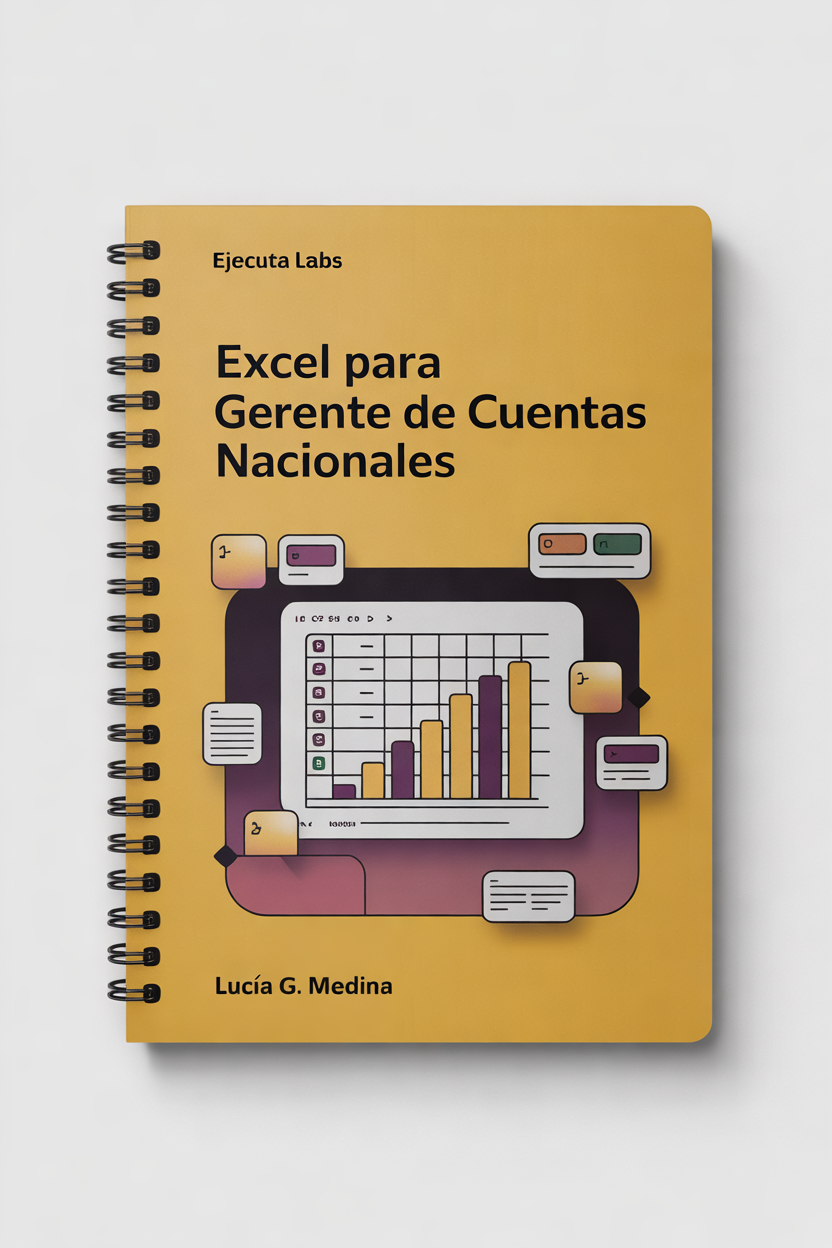 Ejecuta Labs
Excel para
Gerente de Cuentas
Nacionales
Lucía G. Medina